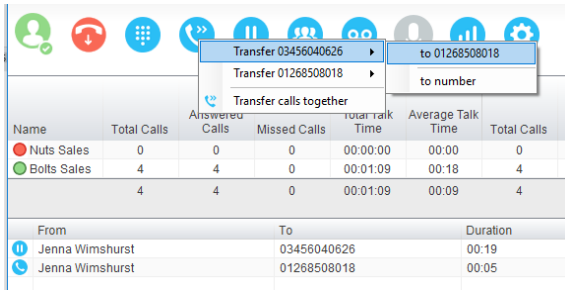 Transfer 03456040626 to 01268508018
Transfer 01268508018 to number
Transfer calls together
Name Total Calls Answered Calls Missed Calls Total Talk Time Average Talk Time Total Calls
Nuts Sales 0 0 0 00:00:00 00:00 0
Bolts Sales 4 4 0 00:01:09 00:18 4
4 4 0 00:01:09 00:09 4
From To Duration
Jenna Wimshurst 03456040626 00:19
Jenna Wimshurst 01268508018 00:05